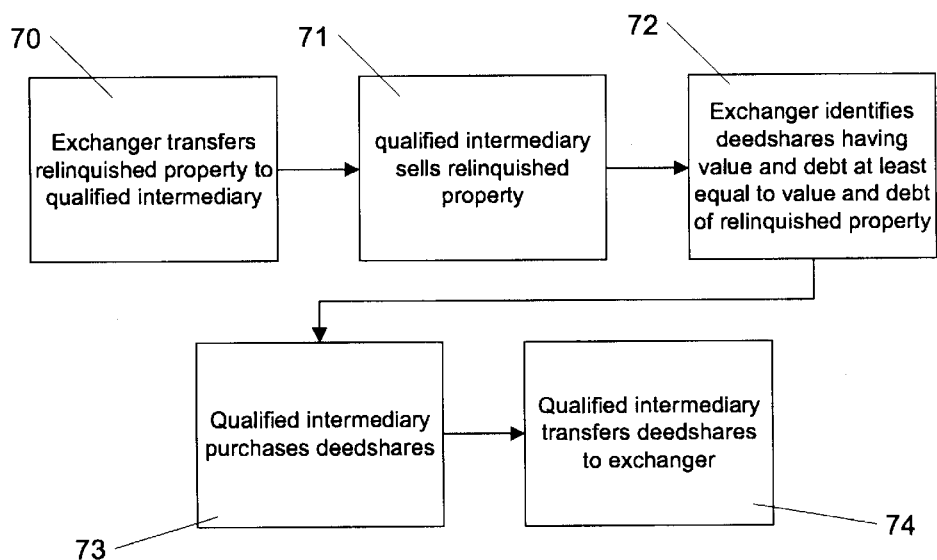 70
71
72
Exchanger transfers
relinquished property to
qualified intermediary
qualified intermediary
sells relinquished
property
Exchanger identifies
deedshares having
value and debt at least
equal to value and debt
of relinquished property
Qualified intermediary
purchases deedshares
Qualified intermediary
transfers deedshares
to exchanger
73
74